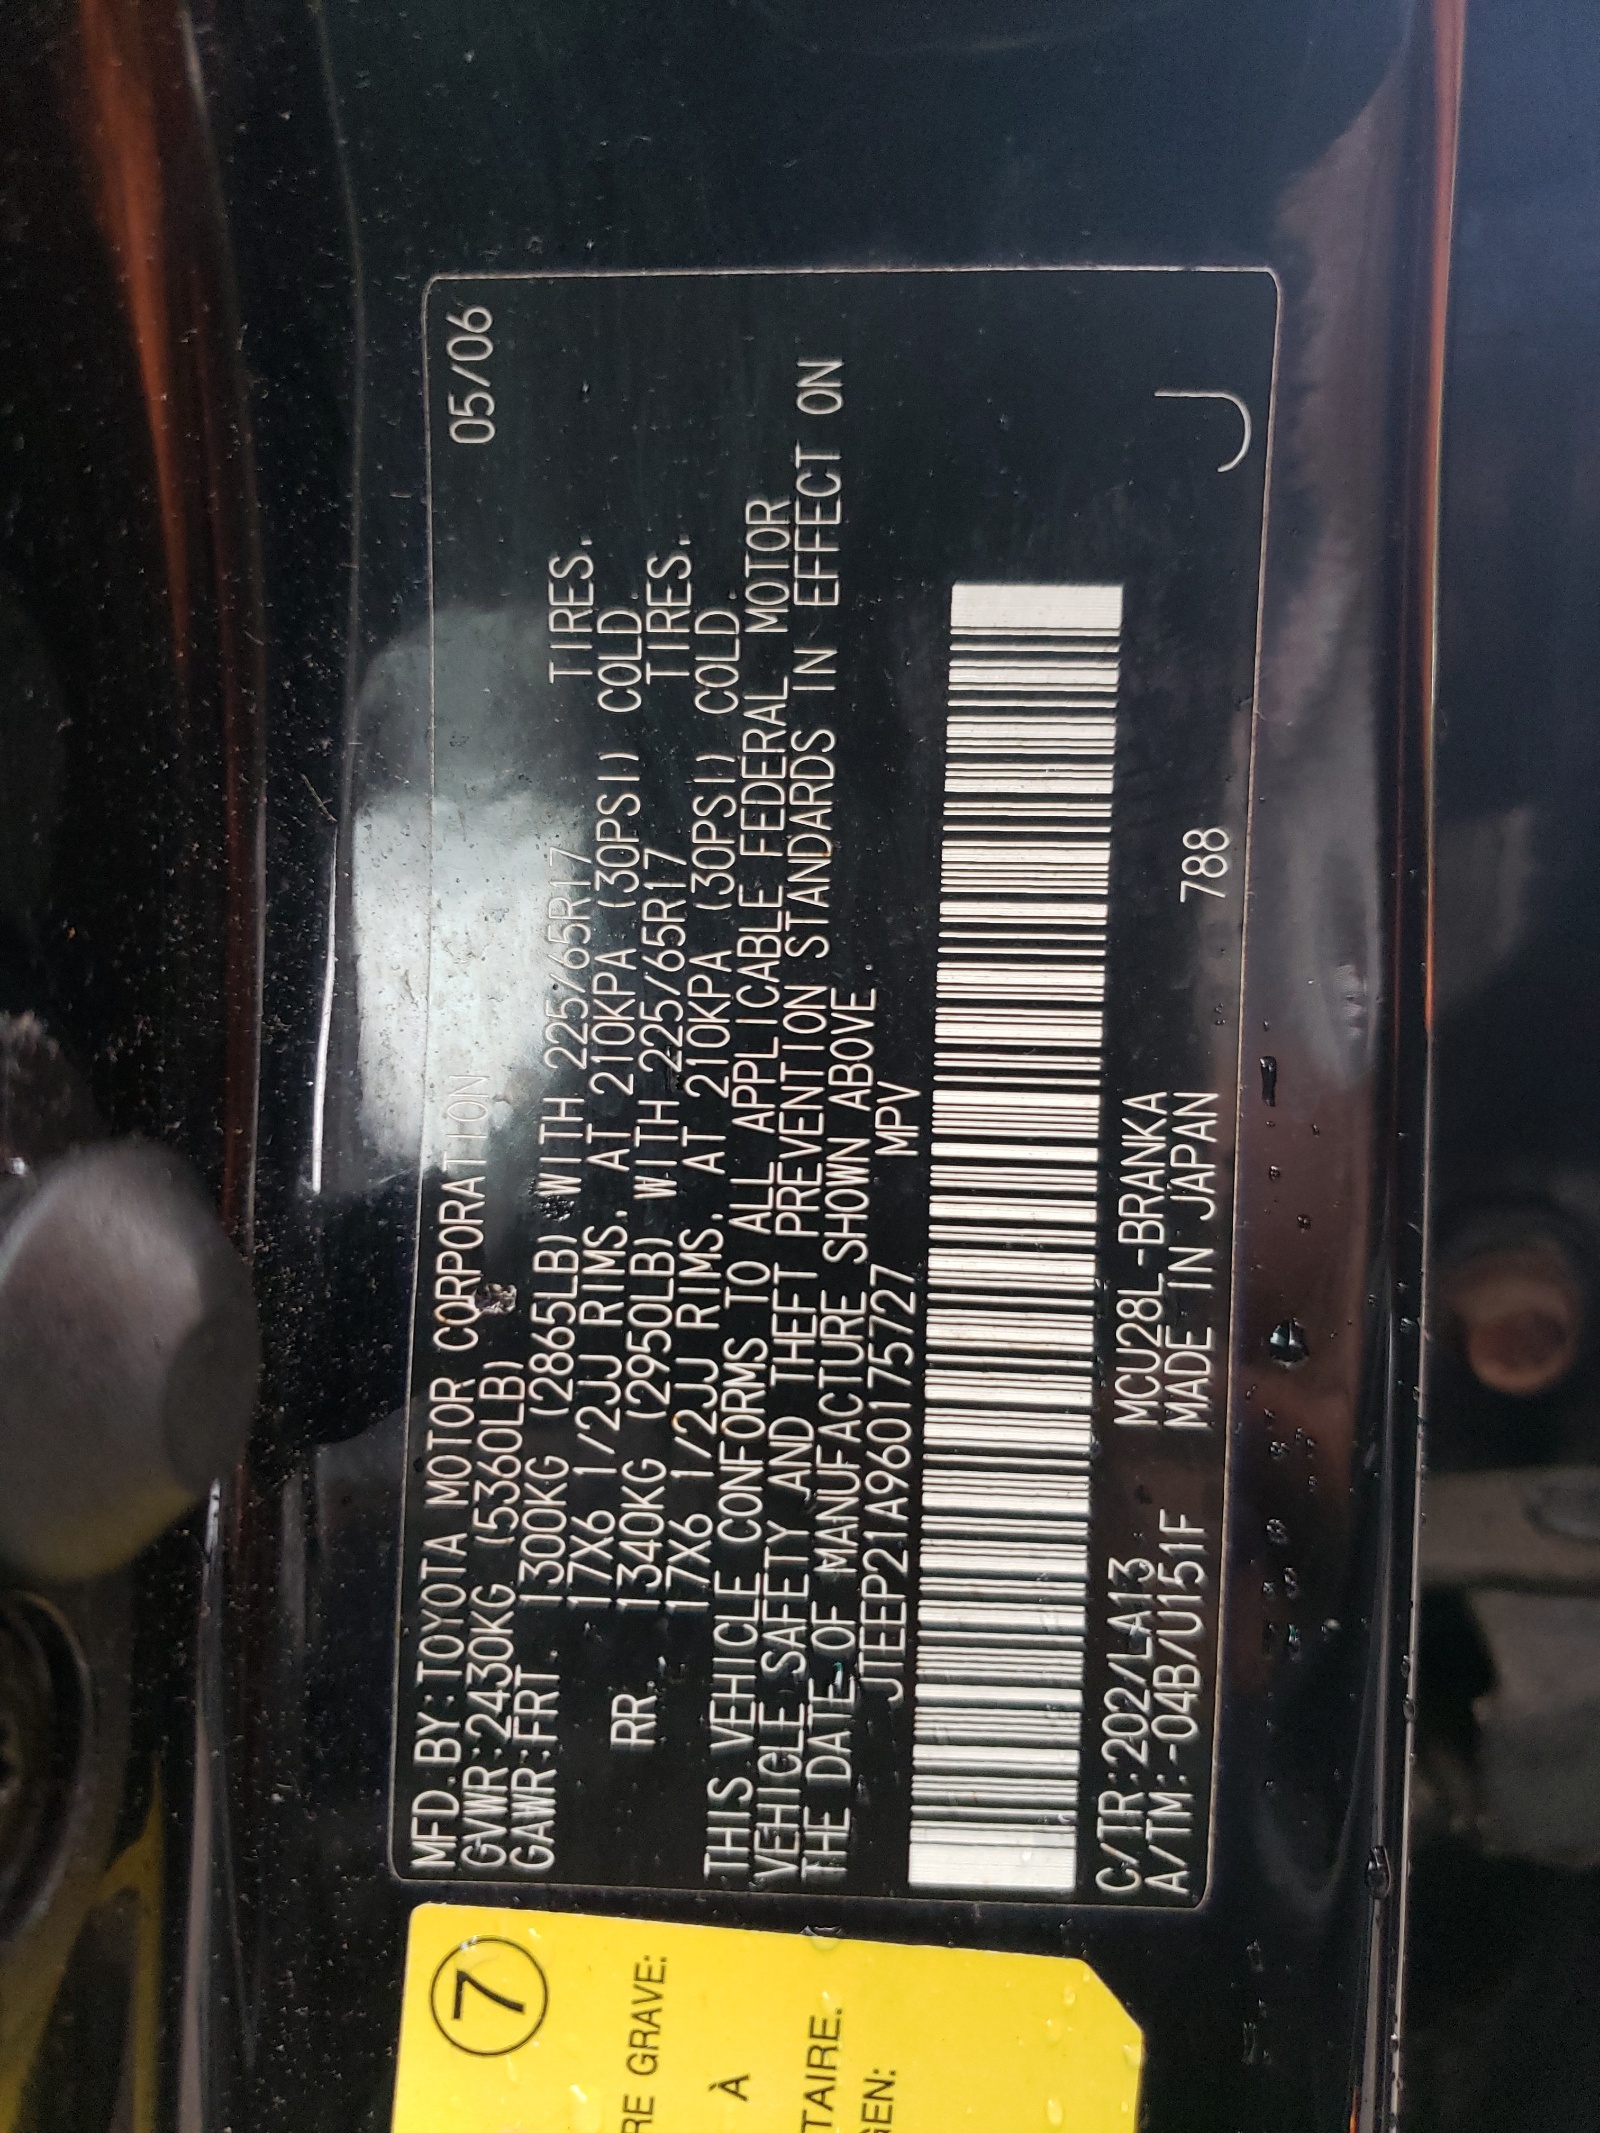 MFD.BY:TOYOTA MOTOR CORPORATION 05/06
GVWR:2430KG (5360LB)
GAWR:FRT. 1300KG (2865LB) WITH 225/65R17 TIRES.
17X6 1/2JJ RIMS, AT 210KPA (30PSI) COLD.
RR. 1340KG (2950LB) WITH 225/65R17 TIRES.
17X6 1/2JJ RIMS, AT 210KPA (30PSI) COLD.
THIS VEHICLE CONFORMS TO ALL APPLICABLE FEDERAL MOTOR
VEHICLE SAFETY AND THEFT PREVENTION STANDARDS IN EFFECT ON
THE DATE OF MANUFACTURE SHOWN ABOVE.
JTEEP21A960175727 MPV
C/TR:202/LA13 MCU28L-BRANKA
A/TM:-04B/U151F MADE IN JAPAN 788 J
7
RE GRAVE:
À
TAIRE.
GEN: